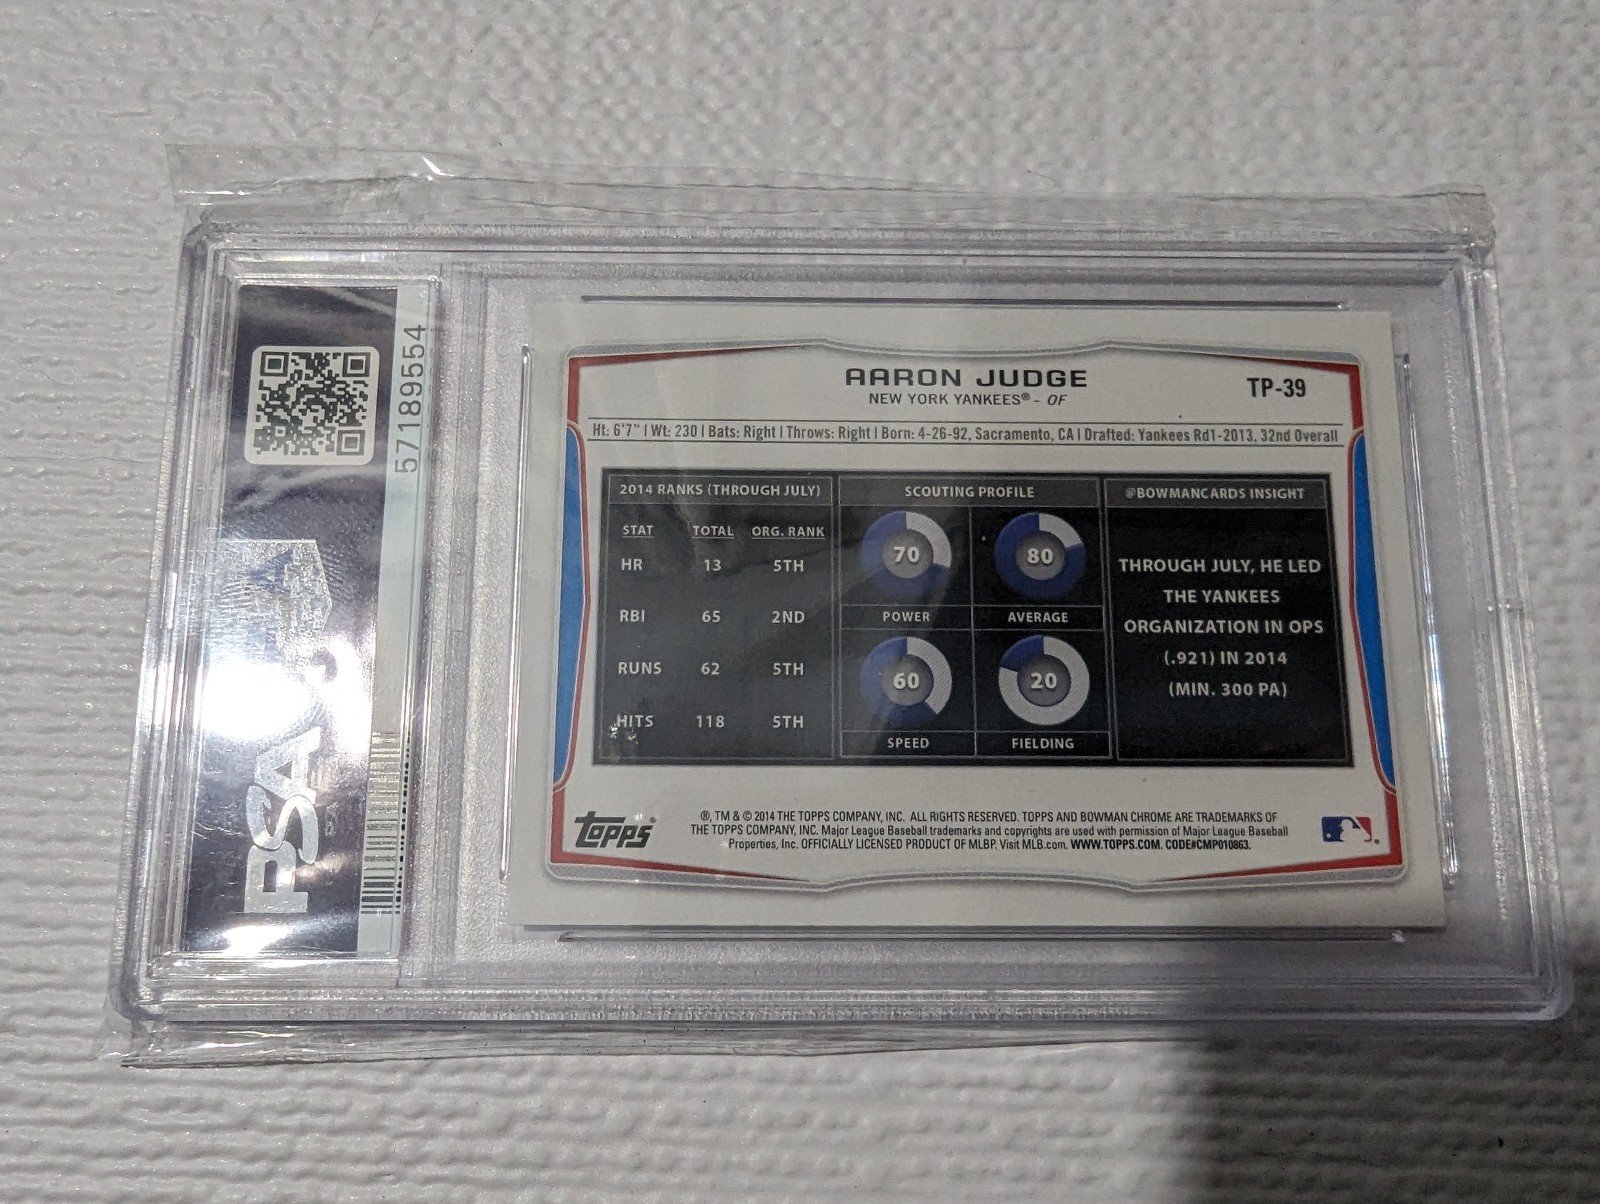 57189554
PSA
AARON JUDGE
NEW YORK YANKEES® - OF
TP-39
Ht: 6'7" | Wt: 230 | Bats: Right | Throws: Right | Born: 4-26-92, Sacramento, CA | Drafted: Yankees Rd1-2013, 32nd Overall
2014 RANKS (THROUGH JULY)
STAT TOTAL ORG. RANK
HR 13 5TH
RBI 65 2ND
RUNS 62 5TH
HITS 118 5TH
SCOUTING PROFILE
70
POWER
80
AVERAGE
60
SPEED
20
FIELDING
@BOWMANCARDS INSIGHT
THROUGH JULY, HE LED
THE YANKEES
ORGANIZATION IN OPS
(.921) IN 2014
(MIN. 300 PA)
Topps
®, TM & © 2014 THE TOPPS COMPANY, INC. ALL RIGHTS RESERVED. TOPPS AND BOWMAN CHROME ARE TRADEMARKS OF
THE TOPPS COMPANY, INC. Major League Baseball trademarks and copyrights are used with permission of Major League Baseball
Properties, Inc. OFFICIALLY LICENSED PRODUCT OF MLBP. Visit MLB.com. WWW.TOPPS.COM. CODE#CMP010863.